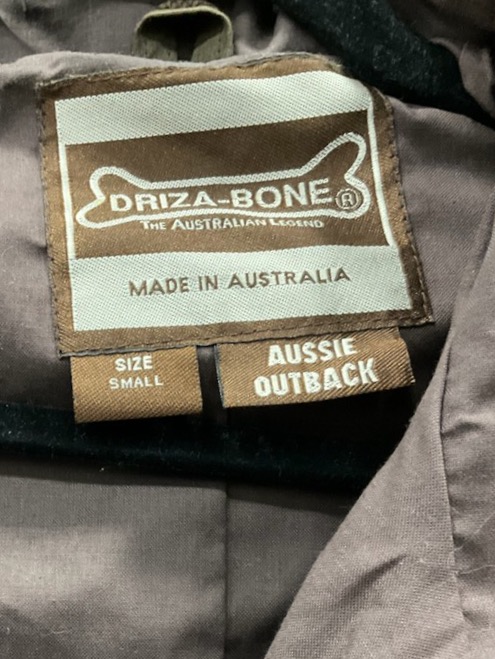 DRIZA-BONE®
THE AUSTRALIAN LEGEND
MADE IN AUSTRALIA
SIZE
SMALL
AUSSIE
OUTBACK